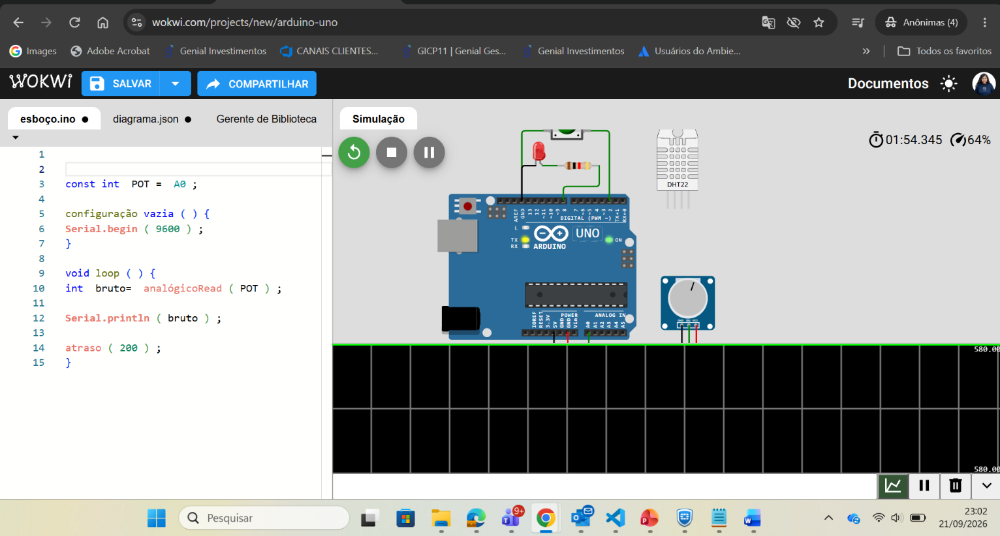 wokwi.com/projects/new/arduino-uno
Anônimas (4)
Images
Adobe Acrobat
Genial Investimentos
CANAIS CLIENTES...
GICP11 | Genial Ges...
Genial Investimentos
Usuários do Ambie...
»
Todos os favoritos
WOKWI
SALVAR
COMPARTILHAR
Documentos
esboço.ino ●
diagrama.json ●
Gerente de Biblioteca
1
2
3 const int POT = A0 ;
4
5 configuração vazia ( ) {
6 Serial.begin ( 9600 ) ;
7 }
8
9 void loop ( ) {
10 int bruto= analógicoRead ( POT ) ;
11
12 Serial.println ( bruto ) ;
13
14 atraso ( 200 ) ;
15 }
Simulação
01:54.345
64%
DHT22
AREF
GND
13
12
~11
~10
~9
8
7
~6
~5
4
~3
2
TX→1
RX←0
DIGITAL (PWM ~)
L
TX
RX
UNO
ON
ARDUINO
IOREF
RESET
3.3V
5V
GND
GND
Vin
POWER
ANALOG IN
A0
A1
A2
A3
A4
A5
GND
SIG
VCC
580.00
580.00
Pesquisar
9+
23:02
21/09/2026